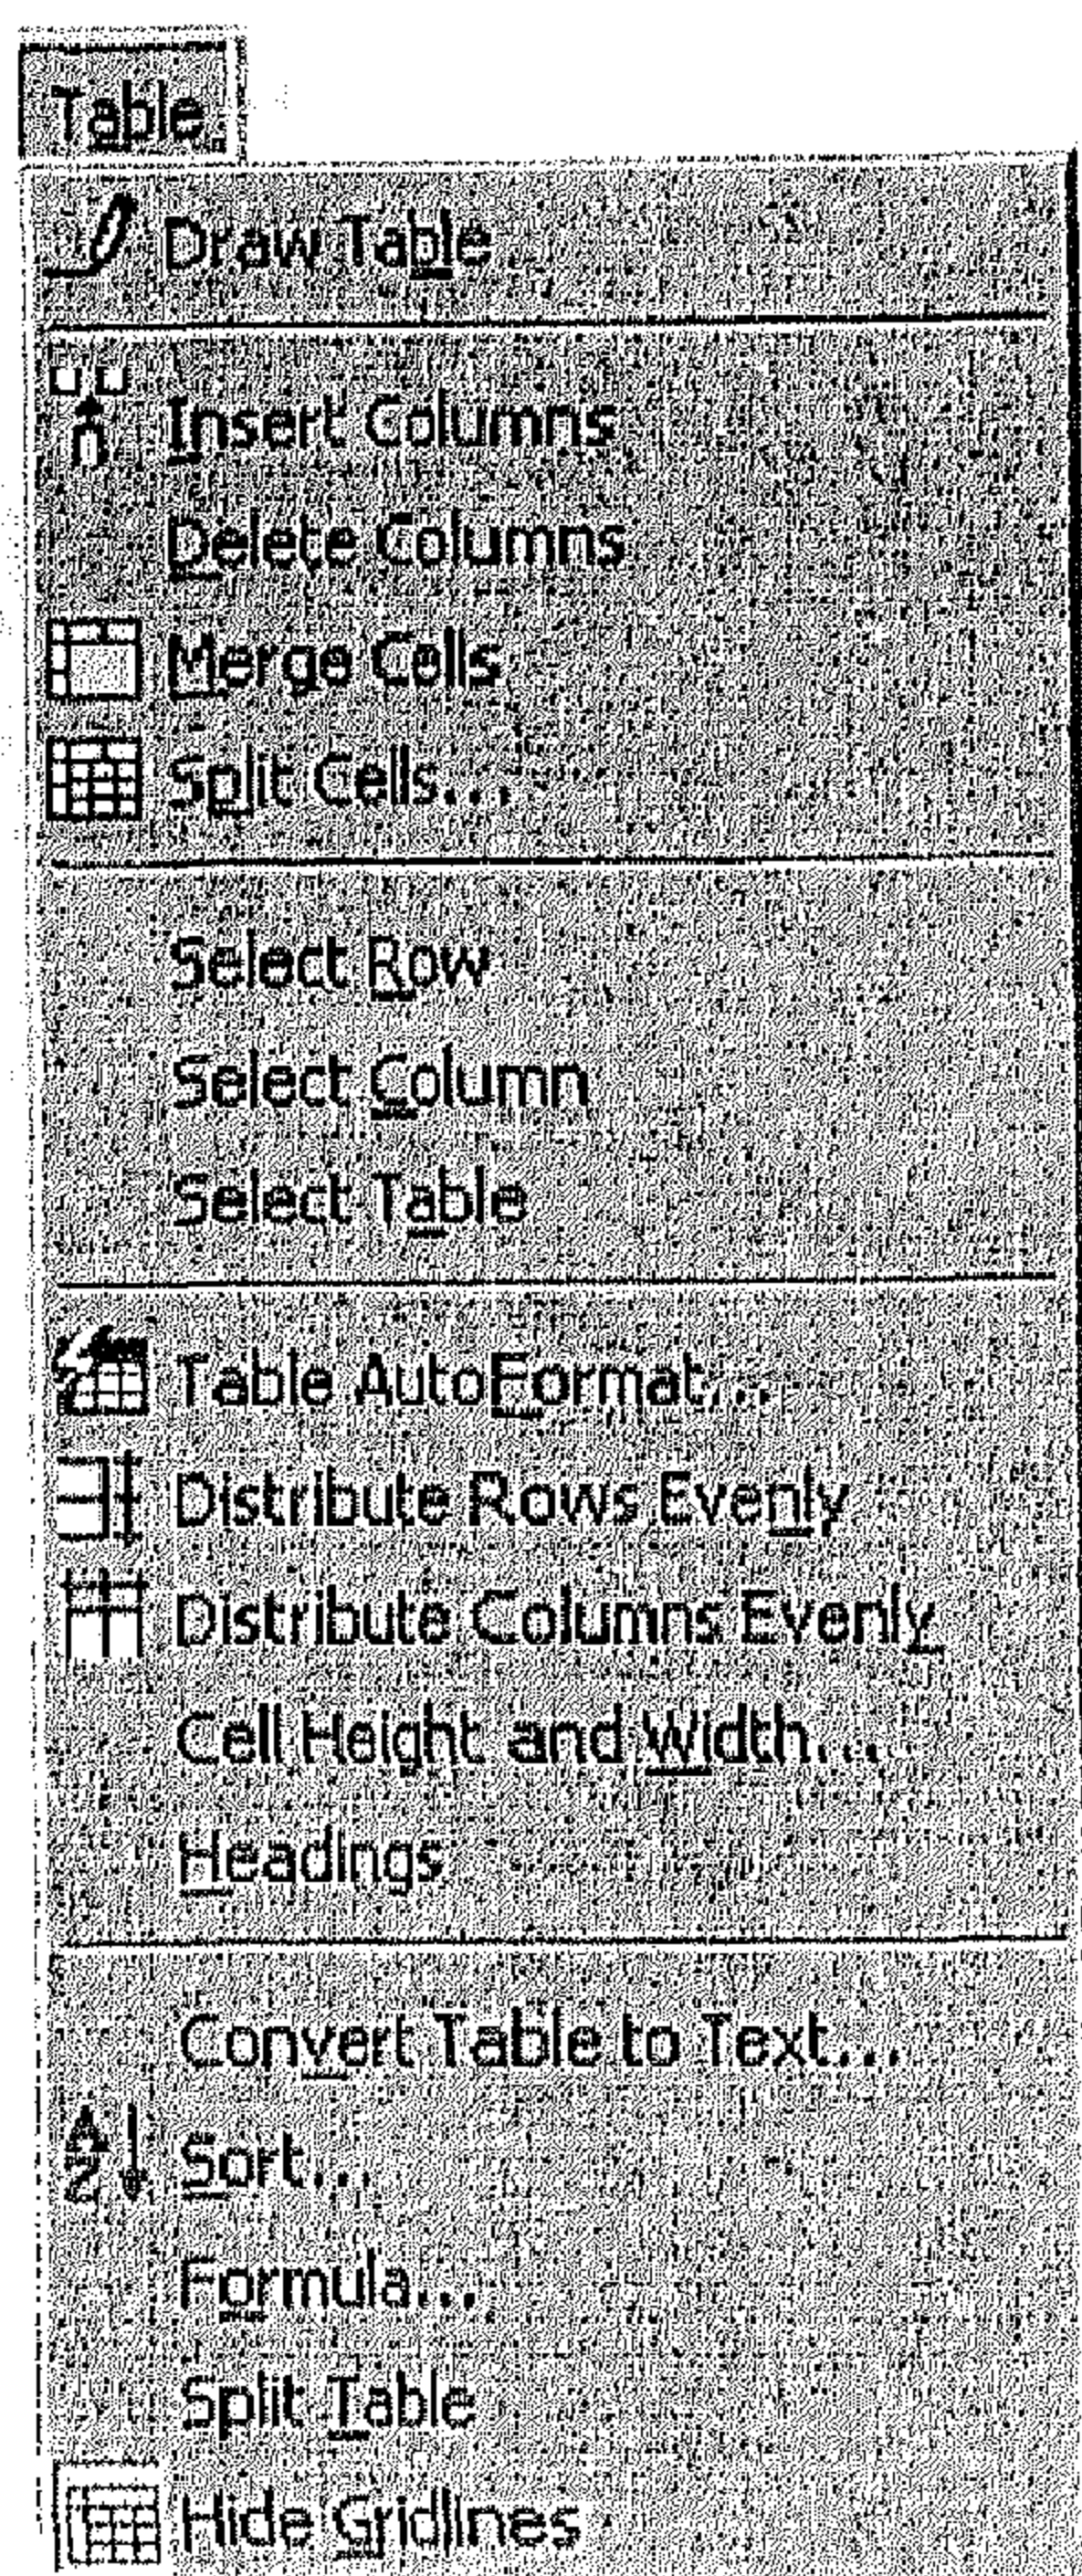 Table
Draw Table
Insert Columns
Delete Columns
Merge Cells
Split Cells...
Select Row
Select Column
Select Table
Table AutoFormat...
Distribute Rows Evenly
Distribute Columns Evenly
Cell Height and Width...
Headings
Convert Table to Text...
Sort...
Formula...
Split Table
Hide Gridlines